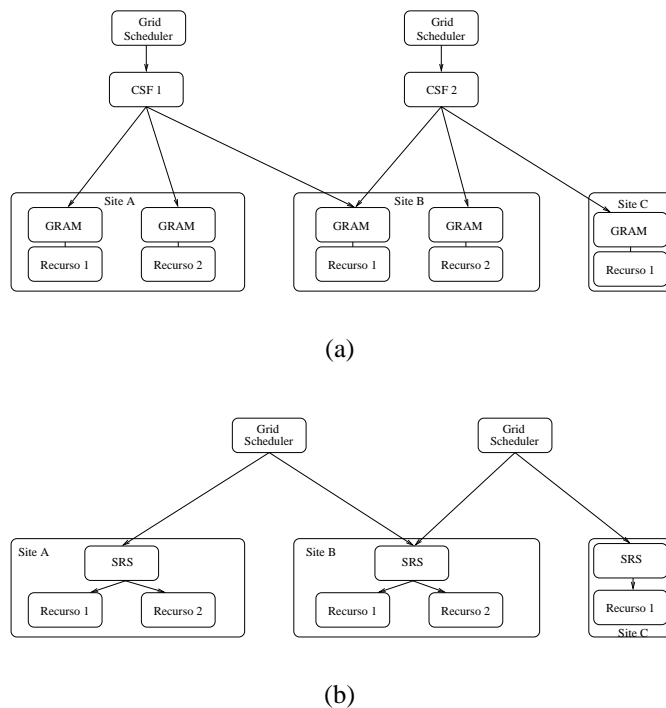 Grid
Scheduler
Grid
Scheduler
CSF 1
CSF 2
Site A
Site B
Site C
GRAM
GRAM
GRAM
GRAM
GRAM
Recurso 1
Recurso 2
Recurso 1
Recurso 2
Recurso 1
(a)
Grid
Scheduler
Grid
Scheduler
Site A
SRS
Site B
SRS
SRS
Recurso 1
Recurso 2
Recurso 1
Recurso 2
Recurso 1
Site C
(b)